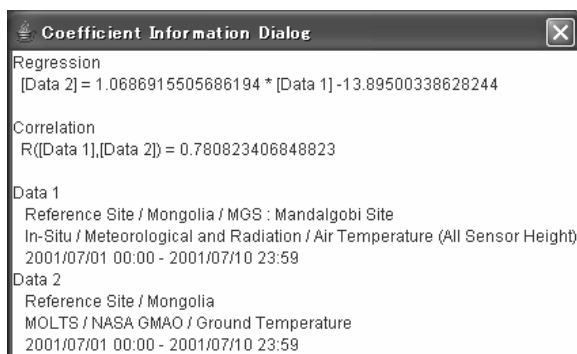 Coefficient Information Dialog
Regression
[Data 2] = 1.0686915505686194 * [Data 1] -13.89500338628244
Correlation
R([Data 1],[Data 2]) = 0.780823406848823
Data 1
Reference Site / Mongolia / MGS : Mandalgobi Site
In-Situ / Meteorological and Radiation / Air Temperature (All Sensor Height)
2001/07/01 00:00 - 2001/07/10 23:59
Data 2
Reference Site / Mongolia
MOLTS / NASA GMAO / Ground Temperature
2001/07/01 00:00 - 2001/07/10 23:59